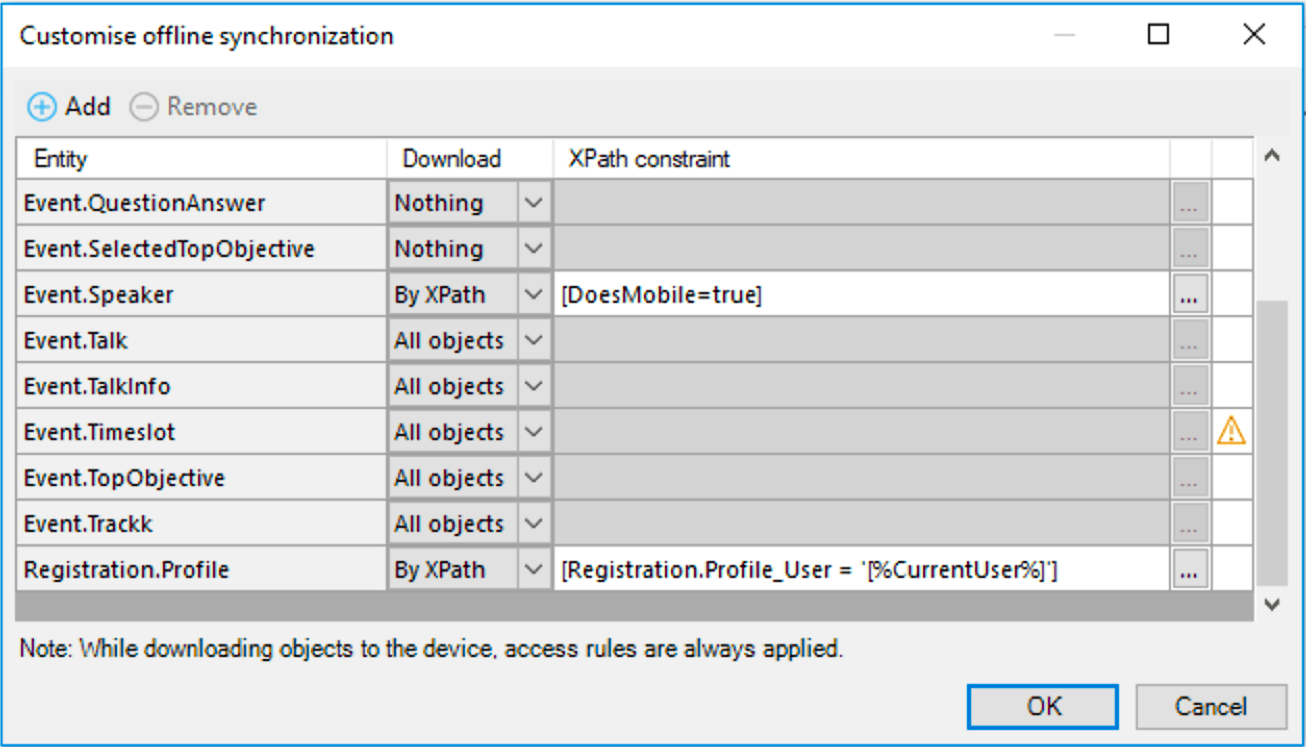 Customise offline synchronization
Add Remove
Entity Download XPath constraint
Event.QuestionAnswer Nothing ...
Event.SelectedTopObjective Nothing ...
Event.Speaker By XPath [DoesMobile=true] ...
Event.Talk All objects ...
Event.TalkInfo All objects ...
Event.Timeslot All objects ...
Event.TopObjective All objects ...
Event.Trackk All objects ...
Registration.Profile By XPath [Registration.Profile_User = '[%CurrentUser%]'] ...
Note: While downloading objects to the device, access rules are always applied.
OK Cancel